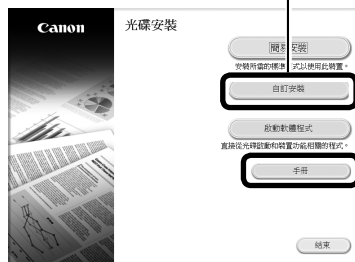 Canon
光碟安裝
簡易安裝
安裝所需的標準 式以使用此裝置。
自訂安裝
啟動軟體程式
直接從光碟啟動和裝置功能相關的程式。
手冊
結束